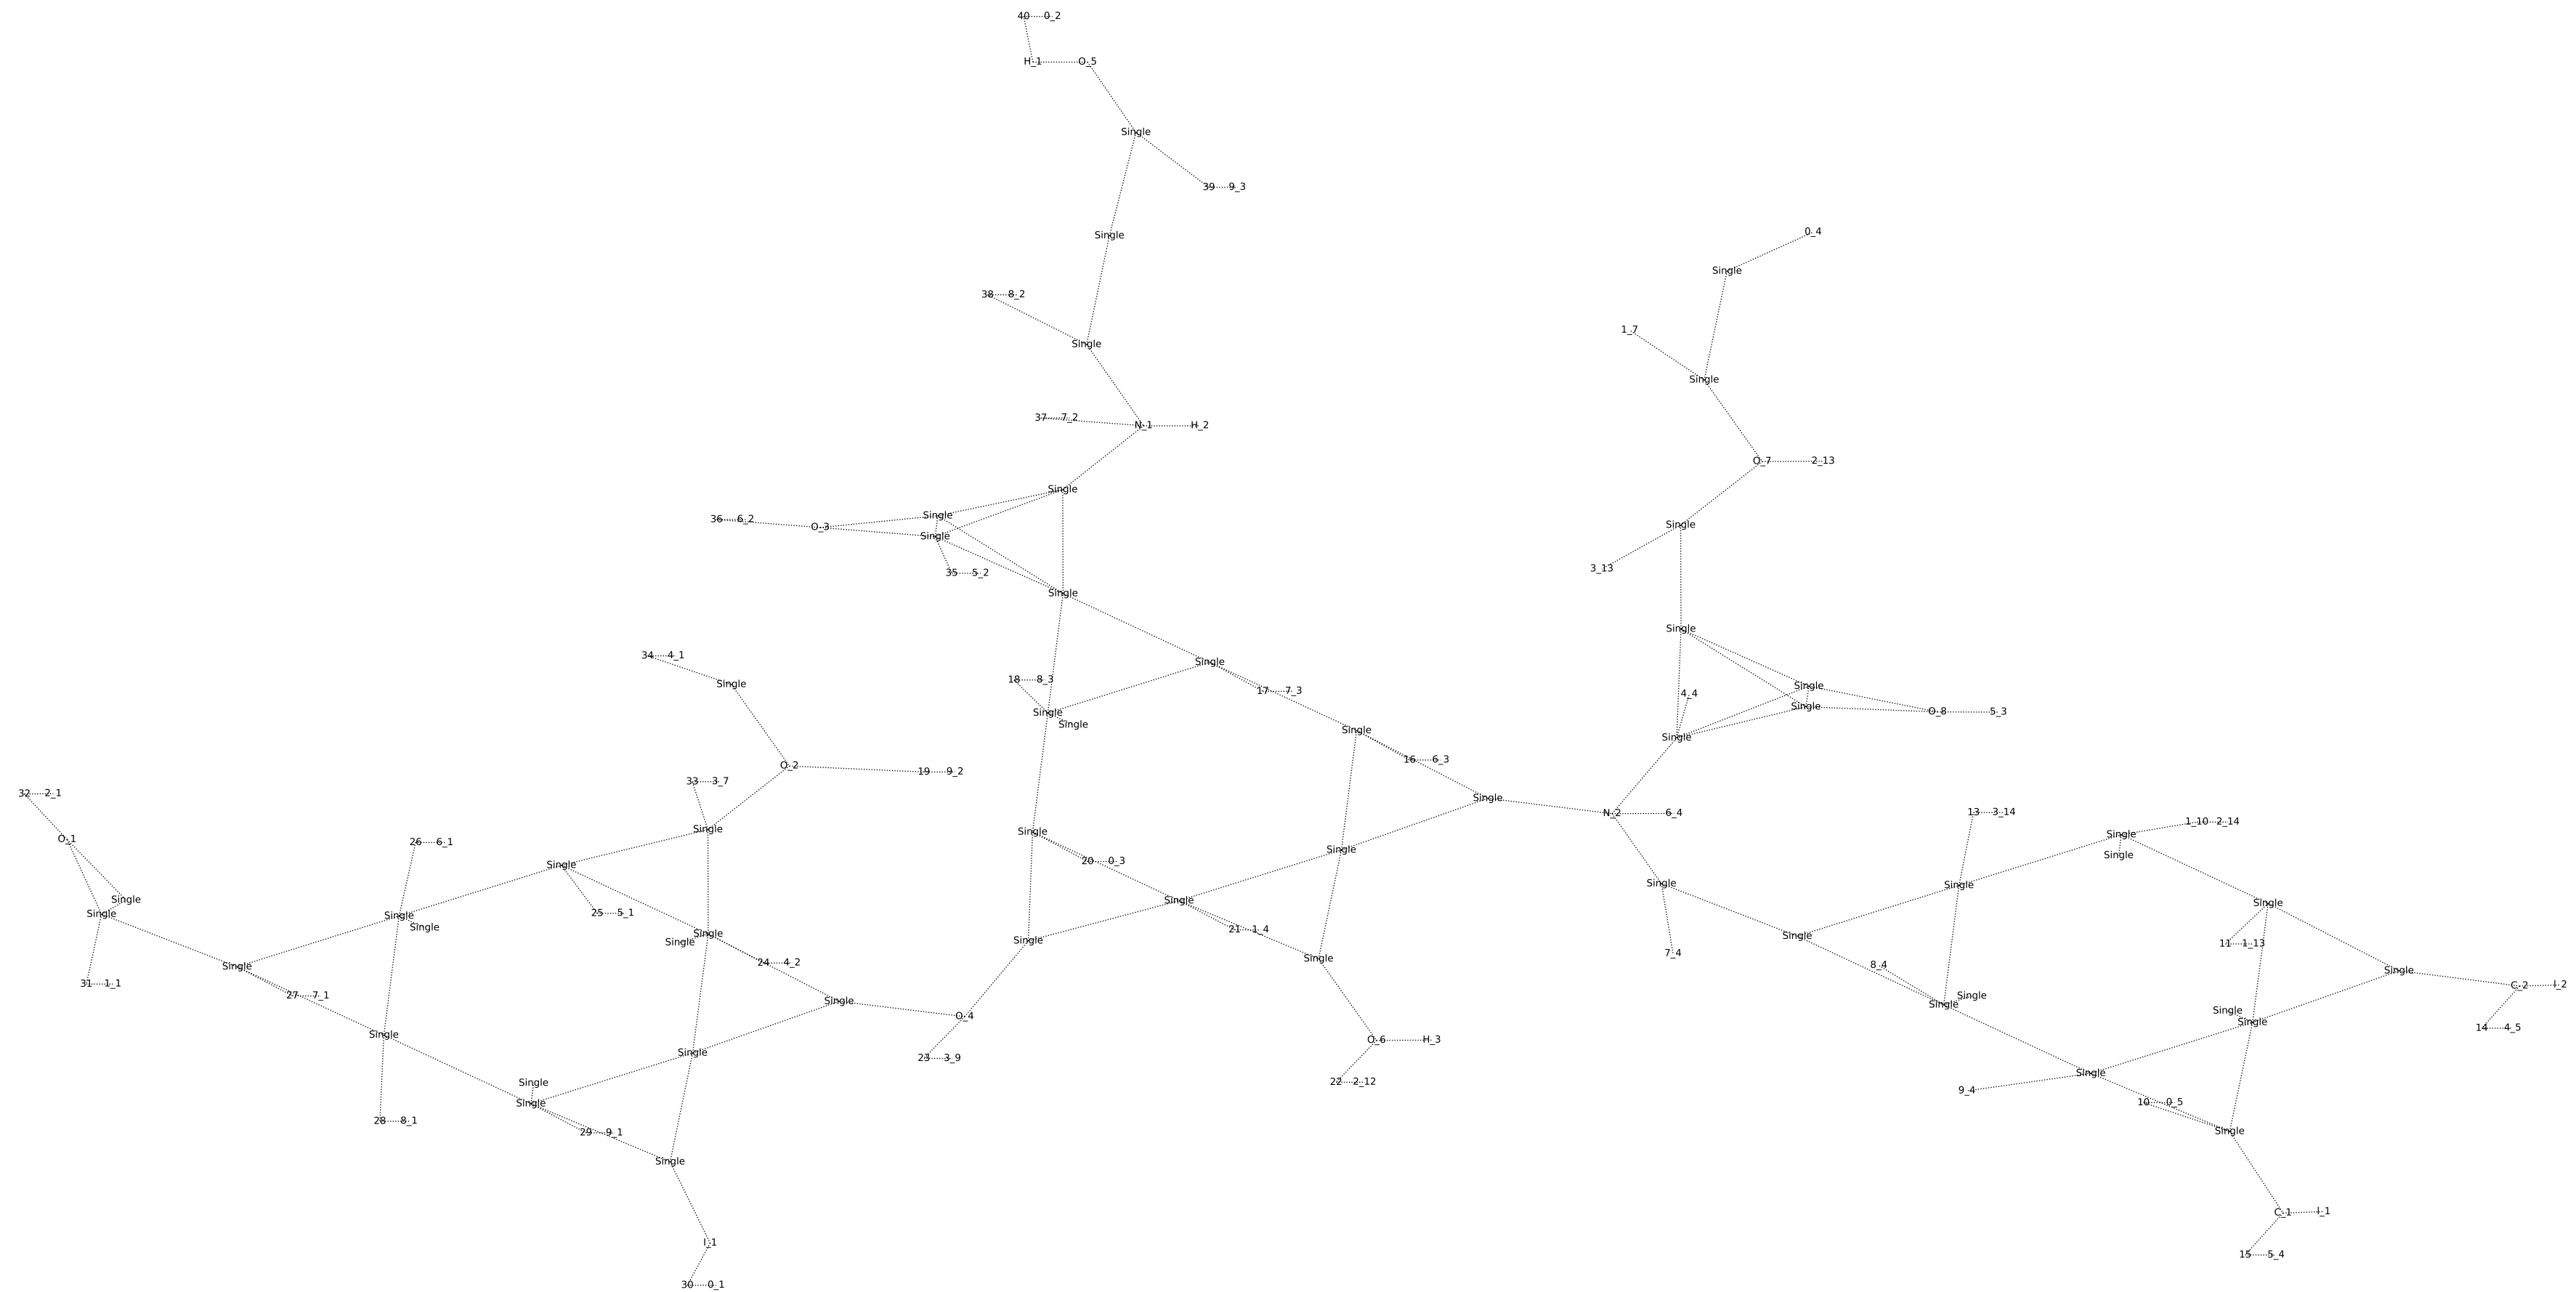 40 0_2
H_1 O_5
Single
39 9_3
0_4
Single
Single
38 8_2
1_7
Single
Single
37 7_2
N_1 H_2
O_7 2_13
Single
Single
36 6_2
O_3
Single
Single
3_13
35 5_2
Single
Single
34 4_1
Single
17 7_3
18 8_3
Single
Single
4_4
Single
O_8 5_3
Single
Single
Single
Single
Single
16 6_3
O_2
19 9_2
33 3_7
32 2_1
Single
N_2 6_4
13 3_14
1_10 2_14
Single
Single
Single
O_1
26 6_1
Single
Single
20 0_3
Single
Single
Single
Single
Single
Single
Single
25 5_1
Single
Single
Single
21 1_4
Single
Single
Single
Single
11 1_13
7_4
Single
24 4_2
Single
8_4
Single
31 1_1
27 7_1
Single
C_2 I_2
Single
Single
Single
O_4
Single
14 4_5
Single
O_6 H_3
Single
23 3_9
Single
22 2_12
Single
9_4
Single
10 0_5
28 8_1
29 9_1
Single
Single
C_1 I_1
I_1
15 5_4
30 0_1